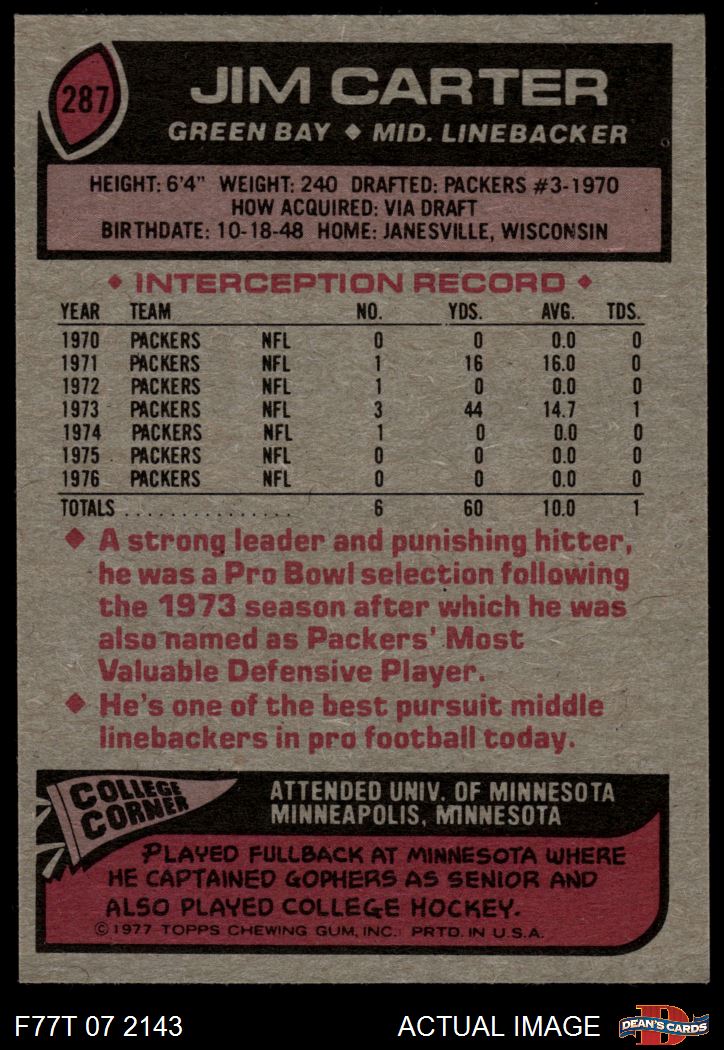 287
JIM CARTER
GREEN BAY ◆ MID. LINEBACKER
HEIGHT: 6'4" WEIGHT: 240 DRAFTED: PACKERS #3-1970
HOW ACQUIRED: VIA DRAFT
BIRTHDATE: 10-18-48 HOME: JANESVILLE, WISCONSIN
◆ INTERCEPTION RECORD ◆
YEAR TEAM NO. YDS. AVG. TDS.
1970 PACKERS NFL 0 0 0.0 0
1971 PACKERS NFL 1 16 16.0 0
1972 PACKERS NFL 1 0 0.0 0
1973 PACKERS NFL 3 44 14.7 1
1974 PACKERS NFL 1 0 0.0 0
1975 PACKERS NFL 0 0 0.0 0
1976 PACKERS NFL 0 0 0.0 0
TOTALS . . . . . . . . . . . . . . . 6 60 10.0 1
◆ A strong leader and punishing hitter,
he was a Pro Bowl selection following
the 1973 season after which he was
also named as Packers' Most
Valuable Defensive Player.
◆ He's one of the best pursuit middle
linebackers in pro football today.
COLLEGE
CORNER
ATTENDED UNIV. OF MINNESOTA
MINNEAPOLIS, MINNESOTA
PLAYED FULLBACK AT MINNESOTA WHERE
HE CAPTAINED GOPHERS AS SENIOR AND
ALSO PLAYED COLLEGE HOCKEY.
©1977 TOPPS CHEWING GUM, INC. PRTD. IN U.S.A.
F77T 07 2143 ACTUAL IMAGE
D
DEAN'S CARDS